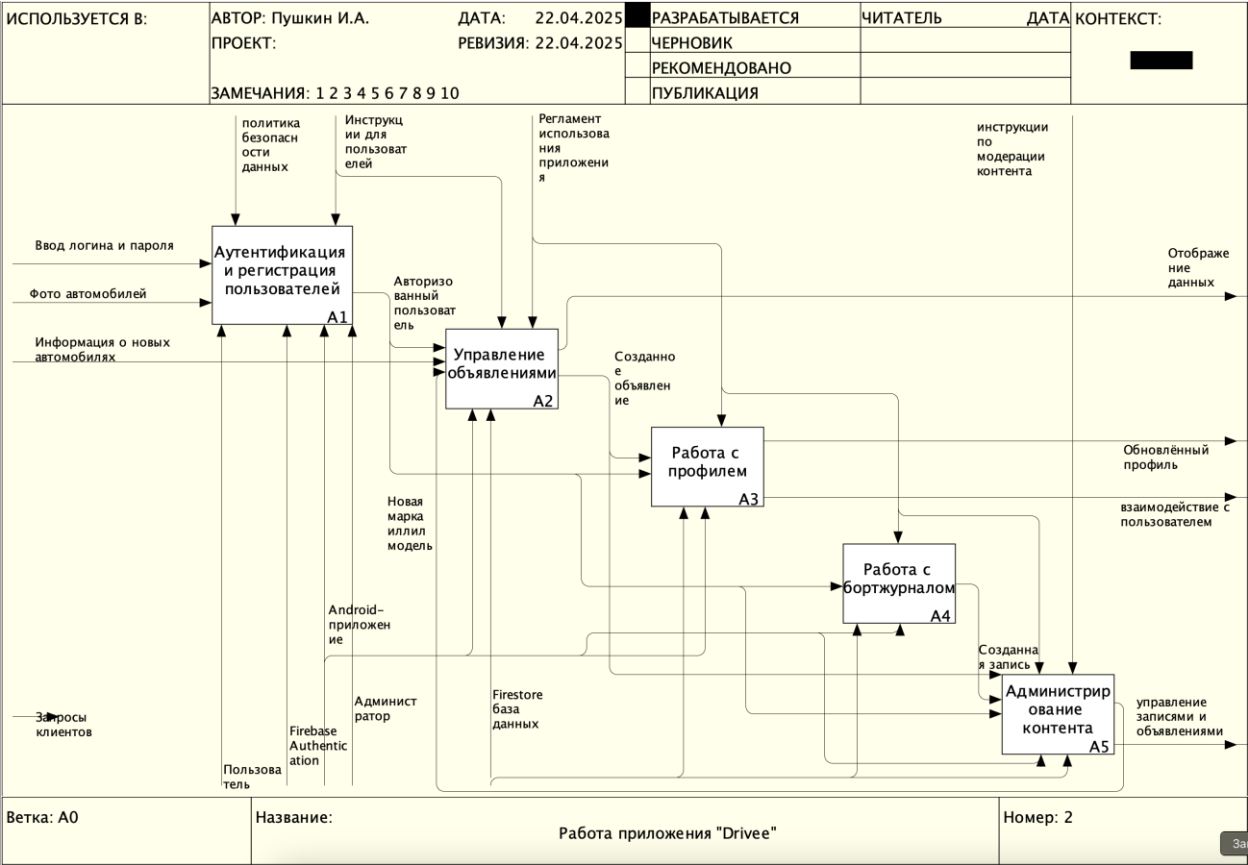 ИСПОЛЬЗУЕТСЯ В:
АВТОР: Пушкин И.А.
ДАТА: 22.04.2025
РАЗРАБАТЫВАЕТСЯ
ЧИТАТЕЛЬ
ДАТА
КОНТЕКСТ:
ПРОЕКТ:
РЕВИЗИЯ: 22.04.2025
ЧЕРНОВИК
РЕКОМЕНДОВАНО
ЗАМЕЧАНИЯ: 1 2 3 4 5 6 7 8 9 10
ПУБЛИКАЦИЯ
политика
безопасн
ости
данных
Инструкц
ии для
пользоват
елей
Регламент
использова
ния
приложени
я
инструкции
по
модерации
контента
Ввод логина и пароля
Фото автомобилей
Информация о новых
автомобилях
Аутентификация
и регистрация
пользователей
A1
Авторизо
ванный
пользоват
ель
Отображе
ние
данных
Управление
объявлениями
A2
Созданно
е
объявлен
ие
Работа с
профилем
A3
Обновлённый
профиль
взаимодействие с
пользователем
Новая
марка
иллил
модель
Работа с
бортжурналом
A4
Android-
приложен
ие
Созданна
я запись
Администрир
ование
контента
A5
управление
записями и
объявлениями
Запросы
клиентов
Админист
ратор
Firestore
база
данных
Firebase
Authentic
ation
Пользова
тель
Ветка: A0
Название:
Работа приложения "Drivee"
Номер: 2
За